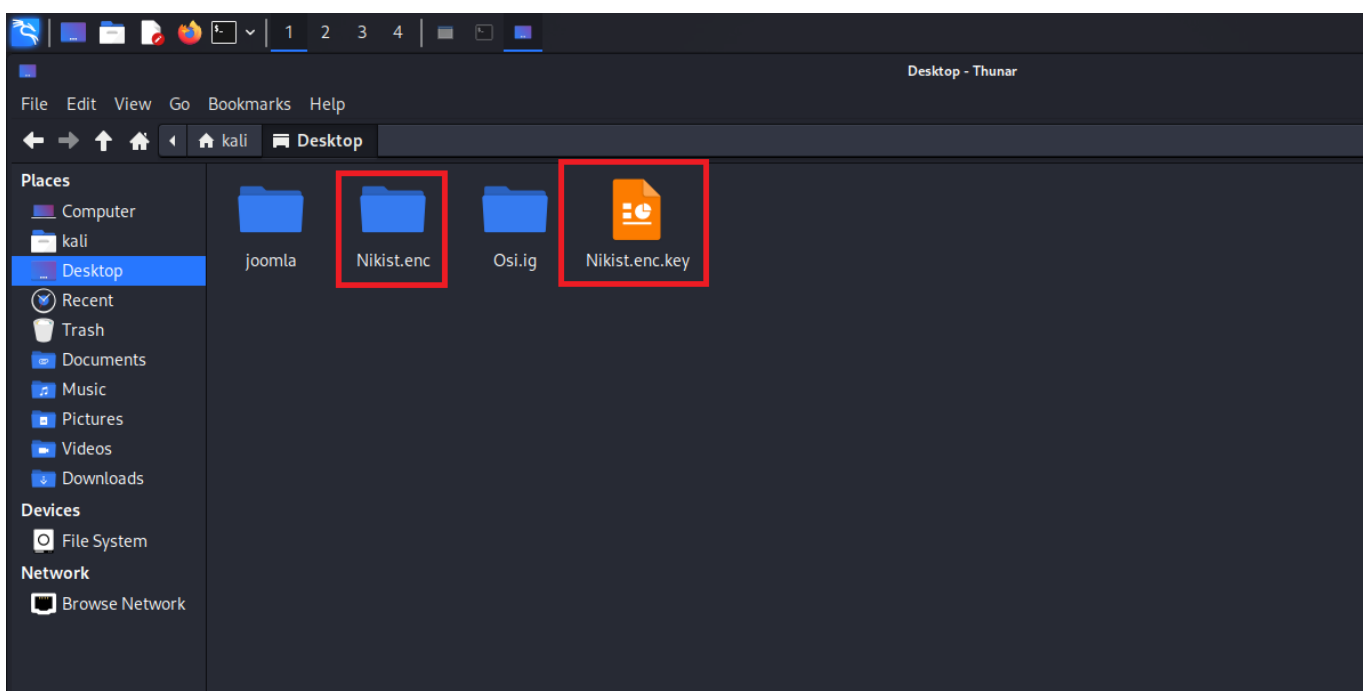 1 2 3 4
Desktop - Thunar
File Edit View Go Bookmarks Help
kali Desktop
Places
Computer
kali
Desktop
Recent
Trash
Documents
Music
Pictures
Videos
Downloads
Devices
File System
Network
Browse Network
joomla Nikist.enc Osi.ig Nikist.enc.key